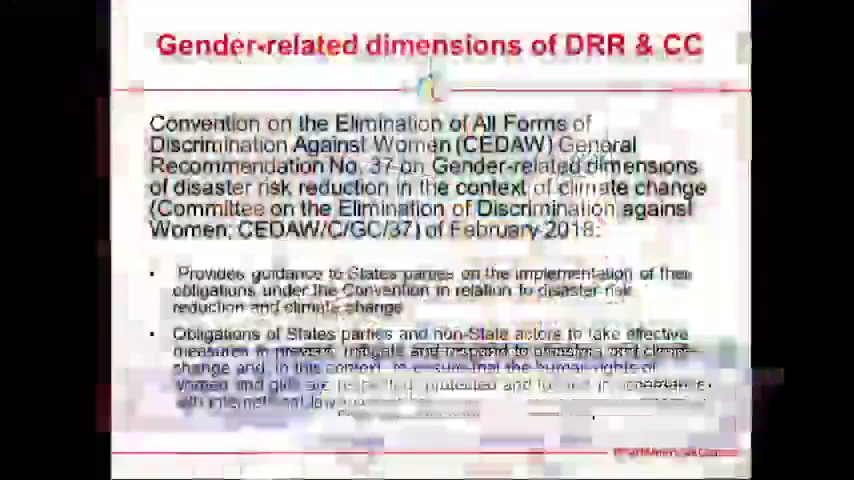 Gender-related dimensions of DRR & CC
Convention on the Elimination of All Forms of
Discrimination Against Women (CEDAW) General
Recommendation No. 37 on Gender-related dimensions
of disaster risk reduction in the context of climate change
(Committee on the Elimination of Discrimination against
Women; CEDAW/C/GC/37) of February 2018:
• Provides guidance to States parties on the implementation of their
obligations under the Convention in relation to disaster risk
reduction and climate change
• Obligations of States parties and non-State actors to take effective
measures to prevent, mitigate and respond to
change and, in this context, to ensure that the human rights of
women and girls are respected, protected and
with international law